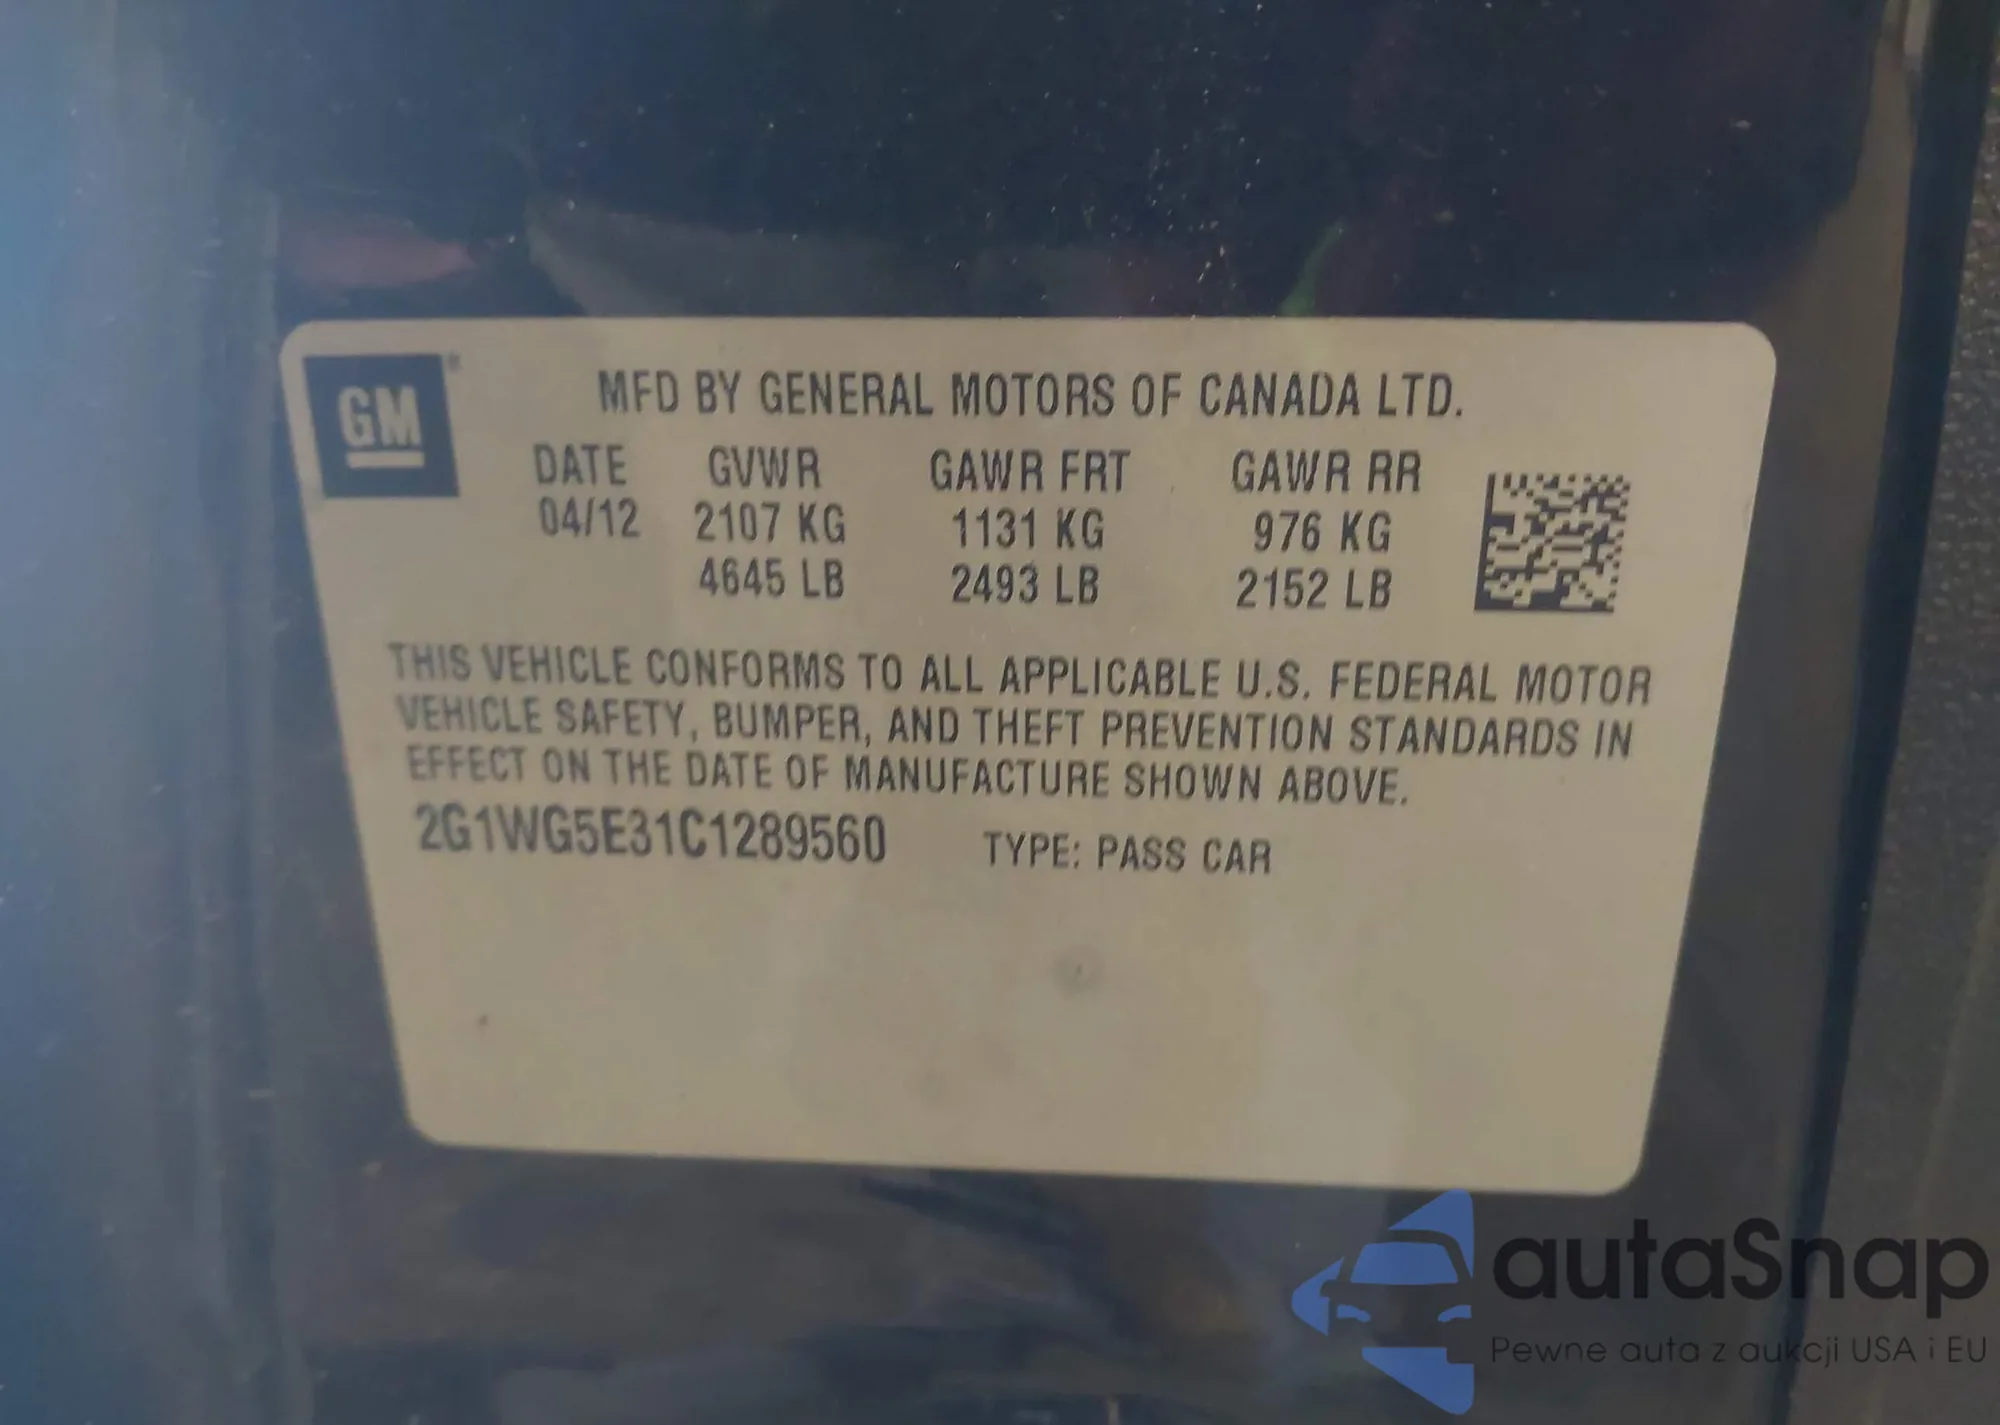 GM
MFD BY GENERAL MOTORS OF CANADA LTD.
DATE GVWR GAWR FRT GAWR RR
04/12 2107 KG 1131 KG 976 KG
4645 LB 2493 LB 2152 LB
THIS VEHICLE CONFORMS TO ALL APPLICABLE U.S. FEDERAL MOTOR
VEHICLE SAFETY, BUMPER, AND THEFT PREVENTION STANDARDS IN
EFFECT ON THE DATE OF MANUFACTURE SHOWN ABOVE.
2G1WG5E31C1289560 TYPE: PASS CAR
autaSnap
Pewne auta z aukcji USA i EU